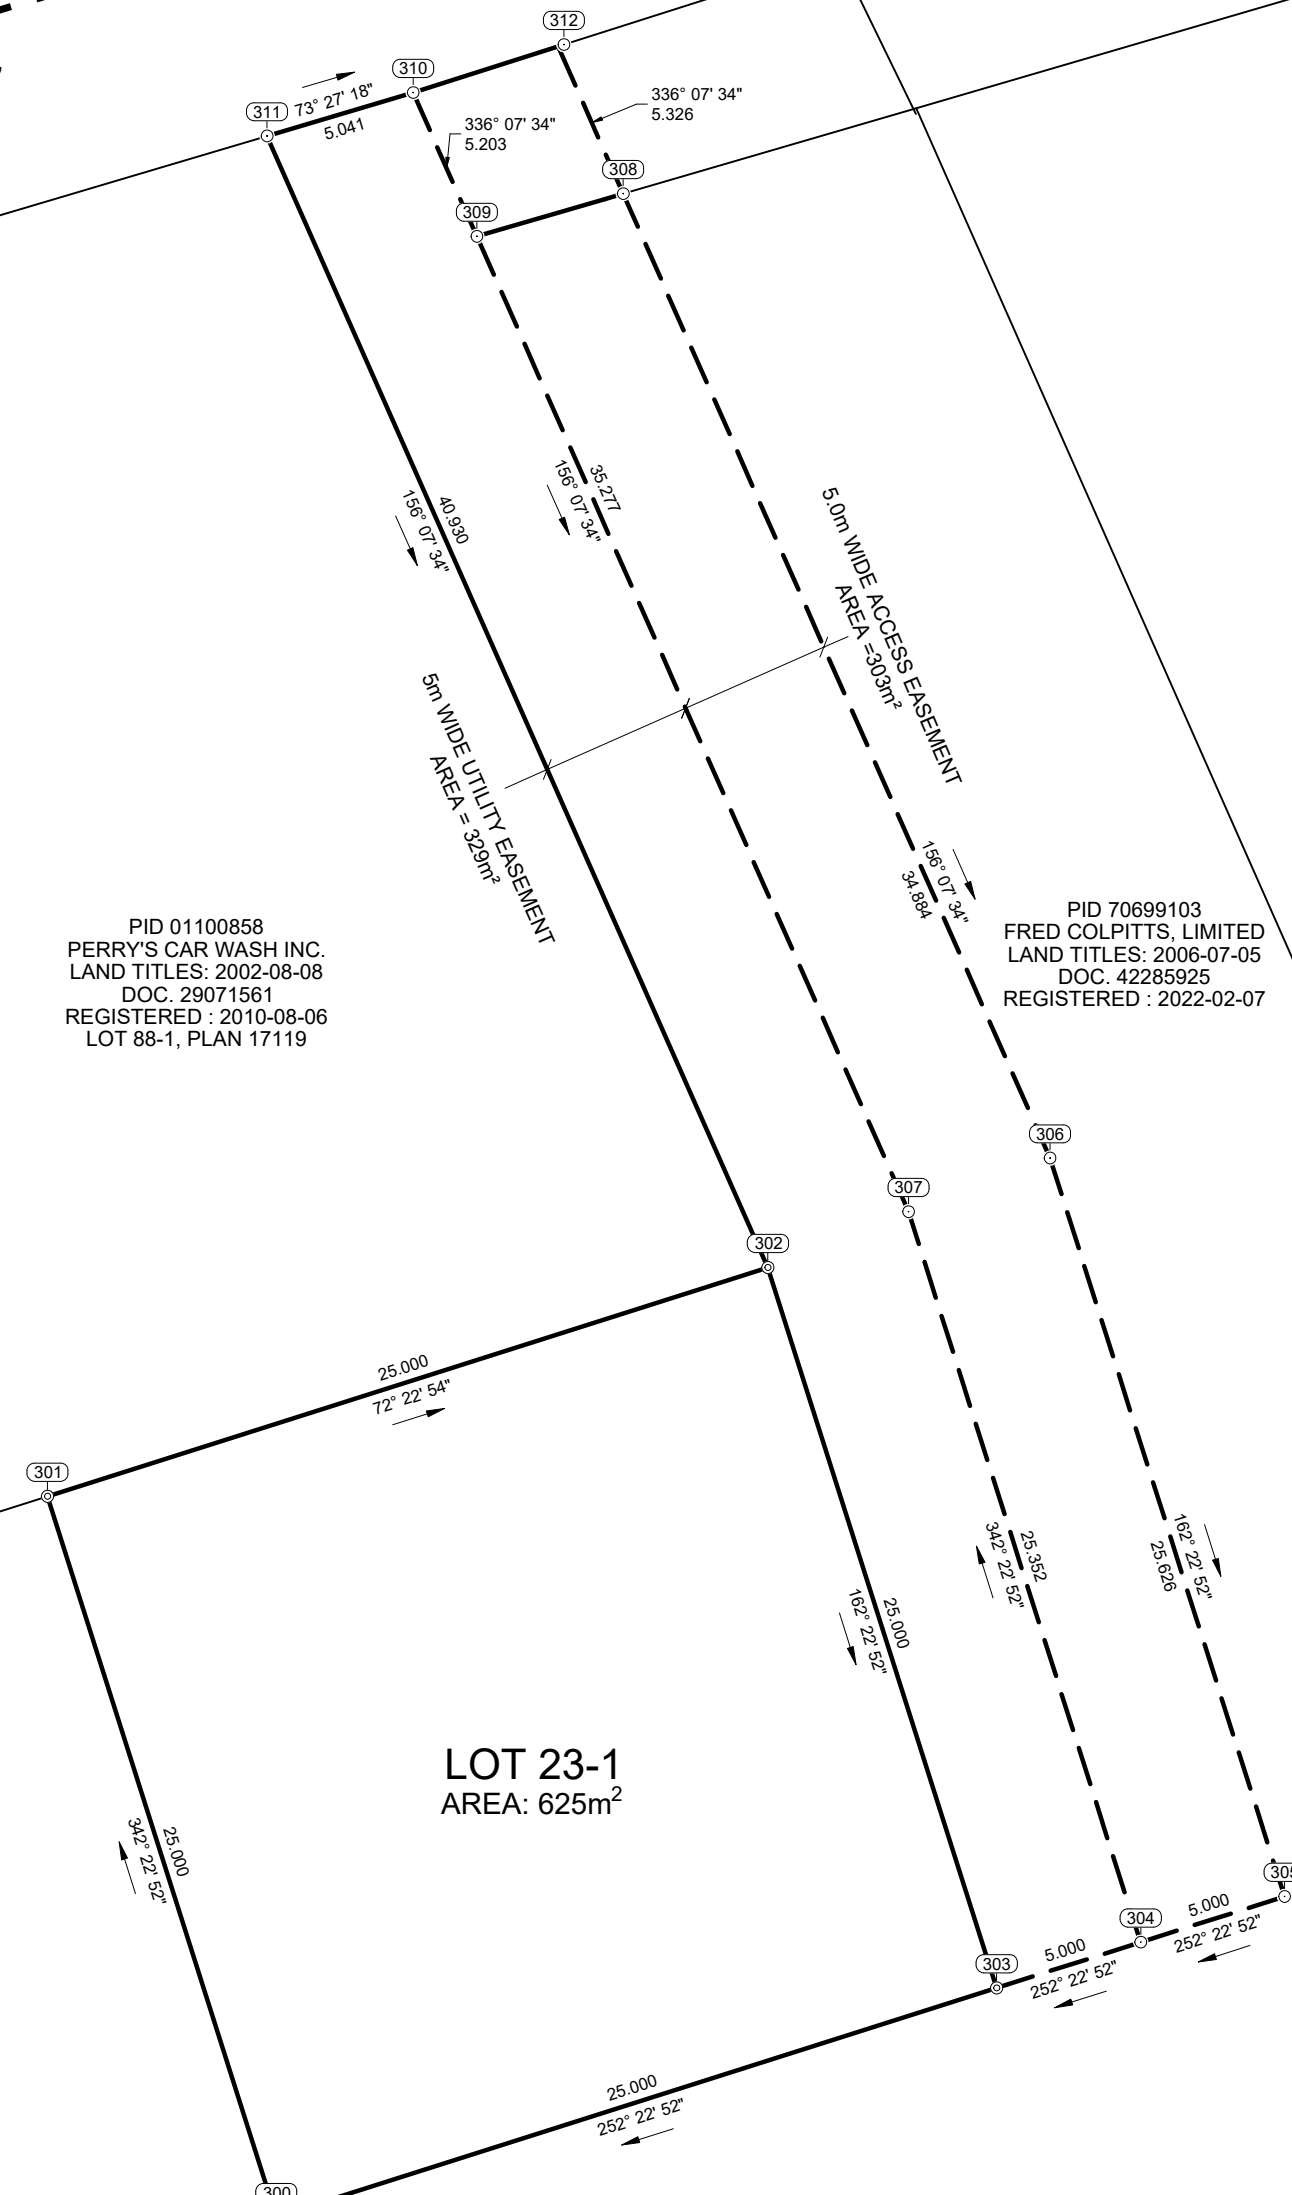 312
310
311
73° 27' 18"
5.041
336° 07' 34"
5.203
336° 07' 34"
5.326
308
309
40.930
156° 07' 34"
35.277
156° 07' 34"
5.0m WIDE ACCESS EASEMENT
AREA =303m²
5m WIDE UTILITY EASEMENT
AREA = 329m²
156° 07' 34"
34.884
PID 01100858
PERRY'S CAR WASH INC.
LAND TITLES: 2002-08-08
DOC. 29071561
REGISTERED : 2010-08-06
LOT 88-1, PLAN 17119
PID 70699103
FRED COLPITTS, LIMITED
LAND TITLES: 2006-07-05
DOC. 42285925
REGISTERED : 2022-02-07
306
307
302
25.000
72° 22' 54"
301
25.352
342° 22' 52"
162° 22' 52"
25.626
25.000
162° 22' 52"
LOT 23-1
AREA: 625m²
25.000
342° 22' 52"
305
5.000
252° 22' 52"
304
5.000
252° 22' 52"
303
25.000
252° 22' 52"
300